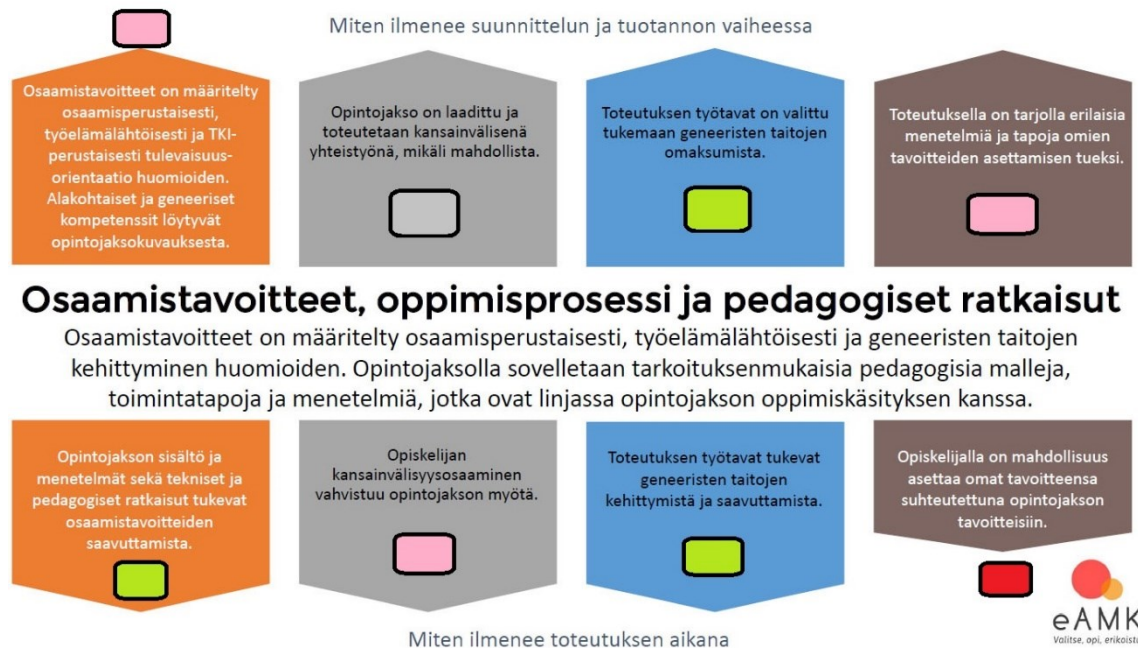 Miten ilmenee suunnittelun ja tuotannon vaiheessa
Osaamistavoitteet on määritelty
osaamisperustaisesti,
työelämälähtöisesti ja TKI-
perustaisesti tulevaisuus-
orientaatio huomioiden.
Alakohtaiset ja geneeriset
kompetenssit löytyvät
opintojaksokuvauksesta.
Opintojakso on laadittu ja
toteutetaan kansainvälisenä
yhteistyönä, mikäli mahdollista.
Toteutuksen työtavat on valittu
tukemaan geneeristen taitojen
omaksumista.
Toteutuksella on tarjolla erilaisia
menetelmiä ja tapoja omien
tavoitteiden asettamisen tueksi.
Osaamistavoitteet, oppimisprosessi ja pedagogiset ratkaisut
Osaamistavoitteet on määritelty osaamisperustaisesti, työelämälähtöisesti ja geneeristen taitojen
kehittyminen huomioiden. Opintojaksolla sovelletaan tarkoituksenmukaisia pedagogisia malleja,
toimintatapoja ja menetelmiä, jotka ovat linjassa opintojakson oppimiskäsityksen kanssa.
Opintojakson sisältö ja
menetelmät sekä tekniset ja
pedagogiset ratkaisut tukevat
osaamistavoitteiden
saavuttamista.
Opiskelijan
kansainvälisyysosaaminen
vahvistuu opintojakson myötä.
Toteutuksen työtavat tukevat
geneeristen taitojen
kehittymistä ja saavuttamista.
Opiskelijalla on mahdollisuus
asettaa omat tavoitteensa
suhteutettuna opintojakson
tavoitteisiin.
Miten ilmenee toteutuksen aikana
eAMK
Valitse, opi,